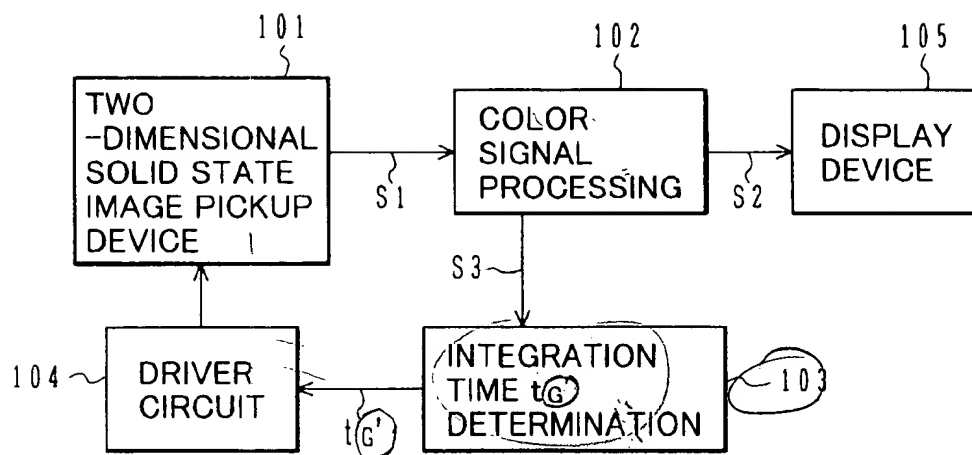 101
102
105
TWO
-DIMENSIONAL
SOLID STATE
IMAGE PICKUP
DEVICE
S1
COLOR
SIGNAL
PROCESSING
S2
DISPLAY
DEVICE
S3
104
DRIVER
CIRCUIT
tG'
INTEGRATION
TIME tG'
DETERMINATION
103